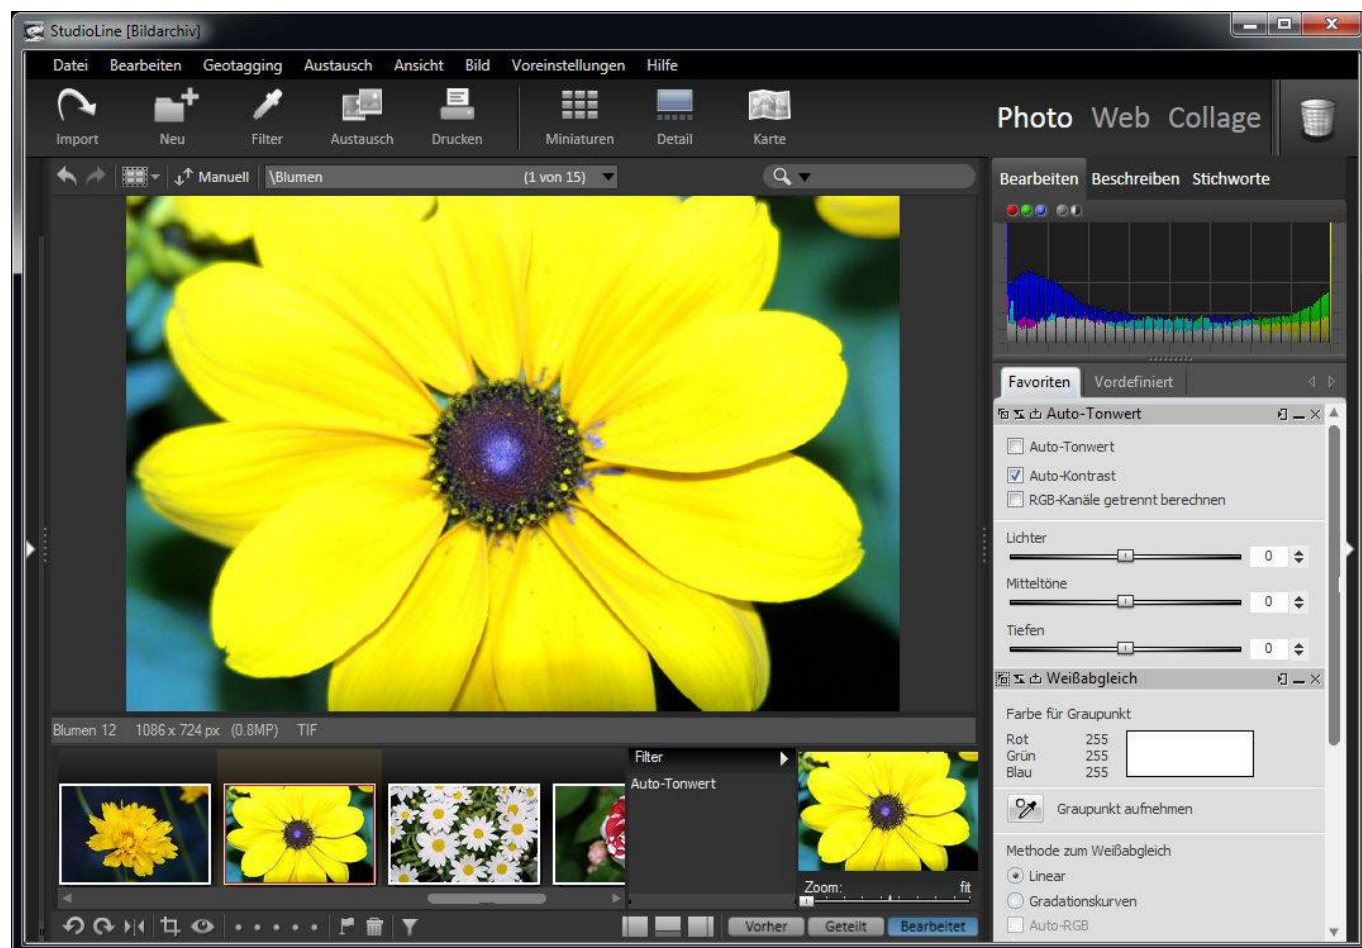 StudioLine [Bildarchiv]
Datei Bearbeiten Geotagging Austausch Ansicht Bild Voreinstellungen Hilfe
Import Neu Filter Austausch Drucken Miniaturen Detail Karte
Photo Web Collage
Manuell \Blumen (1 von 15)
Bearbeiten Beschreiben Stichworte
Favoriten Vordefiniert
Auto-Tonwert
Auto-Tonwert
Auto-Kontrast
RGB-Kanäle getrennt berechnen
Lichter
0
Mitteltöne
0
Tiefen
0
Weißabgleich
Farbe für Graupunkt
Rot 255
Grün 255
Blau 255
Graupunkt aufnehmen
Methode zum Weißabgleich
Linear
Gradationskurven
Auto-RGB
Blumen 12 1086 x 724 px (0.8MP) TIF
Filter
Auto-Tonwert
Zoom: fit
Vorher Geteilt Bearbeitet